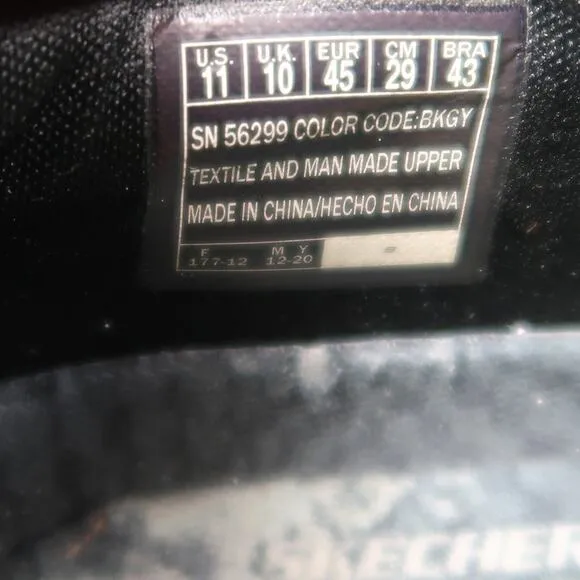 U.S. U.K. EUR CM BRA
11 10 45 29 43
SN 56299 COLOR CODE:BKGY
TEXTILE AND MAN MADE UPPER
MADE IN CHINA/HECHO EN CHINA
F M Y
177-12 12-20
SKECHER